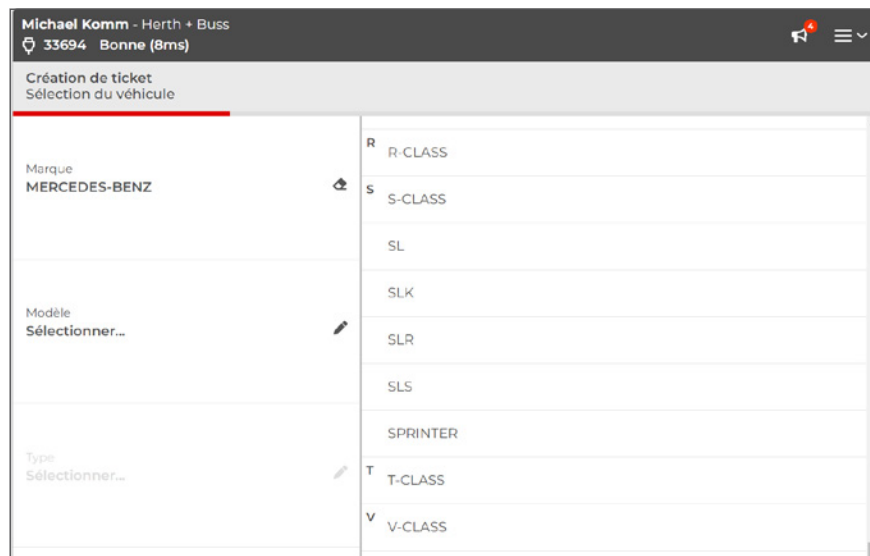 Michael Komm - Herth + Buss
33694 Bonne (8ms)
4
Création de ticket
Sélection du véhicule
Marque
MERCEDES-BENZ
Modèle
Sélectionner...
Type
Sélectionner...
R
R-CLASS
S
S-CLASS
SL
SLK
SLR
SLS
SPRINTER
T
T-CLASS
V
V-CLASS